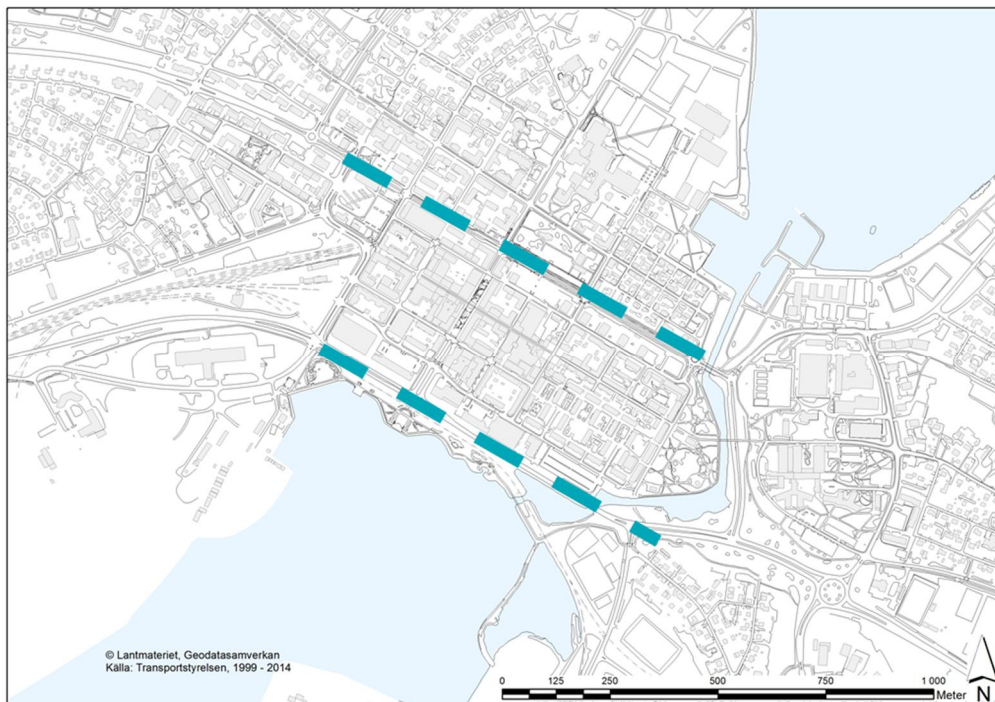 © Lantmateriet, Geodatasamverkan
Källa: Transportstyrelsen, 1999 - 2014
0 125 250 500 750 1 000
Meter
N